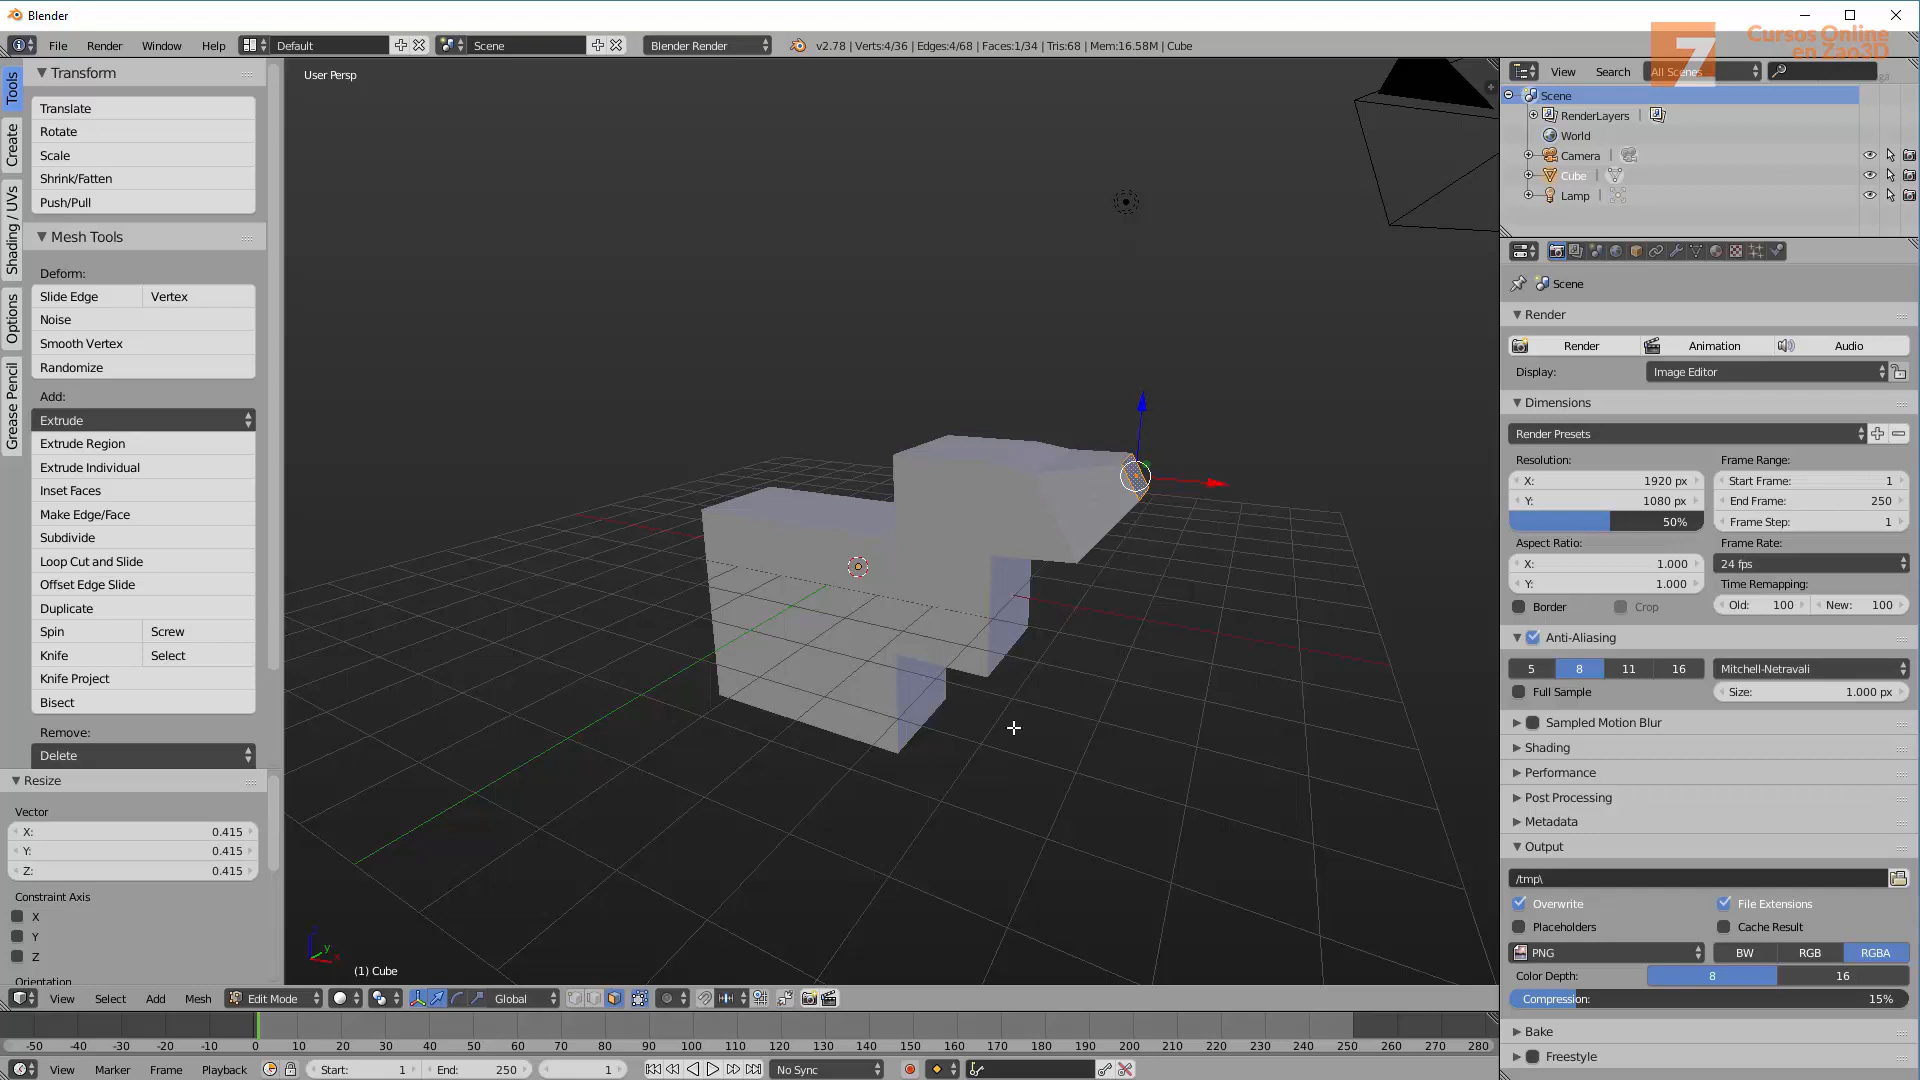 Blender
Cursos Online
en Zao3D
File Render Window Help Default Scene Blender Render v2.78 | Verts:4/36 | Edges:4/68 | Faces:1/34 | Tris:68 | Mem:16.58M | Cube
Tools
Create
Shading / UVs
Options
Grease Pencil
Transform
Translate
Rotate
Scale
Shrink/Fatten
Push/Pull
Mesh Tools
Deform:
Slide Edge Vertex
Noise
Smooth Vertex
Randomize
Add:
Extrude
Extrude Region
Extrude Individual
Inset Faces
Make Edge/Face
Subdivide
Loop Cut and Slide
Offset Edge Slide
Duplicate
Spin Screw
Knife Select
Knife Project
Bisect
Remove:
Delete
Resize
Vector
X: 0.415
Y: 0.415
Z: 0.415
Constraint Axis
X
Y
Z
Orientation
User Persp
z
y
x
(1) Cube
View Select Add Mesh Edit Mode Global
-50 -40 -30 -20 -10 0 10 20 30 40 50 60 70 80 90 100 110 120 130 140 150 160 170 180 190 200 210 220 230 240 250 260 270 280
View Marker Frame Playback Start: 1 End: 250 1 No Sync
View Search All Scenes
Scene
RenderLayers
World
Camera
Cube
Lamp
Scene
Render
Render Animation Audio
Display: Image Editor
Dimensions
Render Presets
Resolution: Frame Range:
X: 1920 px Start Frame: 1
Y: 1080 px End Frame: 250
50% Frame Step: 1
Aspect Ratio: Frame Rate:
X: 1.000 24 fps
Y: 1.000 Time Remapping:
Border Crop Old: 100 New: 100
Anti-Aliasing
5 8 11 16 Mitchell-Netravali
Full Sample Size: 1.000 px
Sampled Motion Blur
Shading
Performance
Post Processing
Metadata
Output
/tmp\
Overwrite File Extensions
Placeholders Cache Result
PNG BW RGB RGBA
Color Depth: 8 16
Compression: 15%
Bake
Freestyle